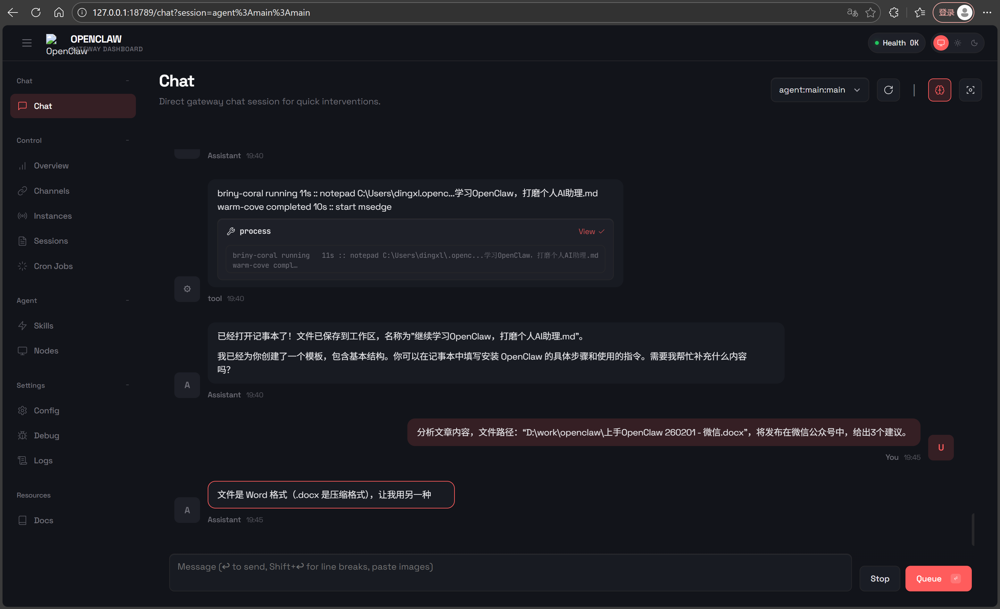 127.0.0.1:18789/chat?session=agent%3Amain%3Amain
登录
OpenClaw
OPENCLAW
GATEWAY DASHBOARD
Health OK
Chat
Chat
Control
Overview
Channels
Instances
Sessions
Cron Jobs
Agent
Skills
Nodes
Settings
Config
Debug
Logs
Resources
Docs
Chat
Direct gateway chat session for quick interventions.
agent:main:main
Assistant 19:40
briny-coral running 11s :: notepad C:\Users\dingxl.openc...学习OpenClaw，打磨个人AI助理.md
warm-cove completed 10s :: start msedge
process
View
briny-coral running 11s :: notepad C:\Users\dingxl\.openc...学习OpenClaw，打磨个人AI助理.md
warm-cove compl…
tool 19:40
已经打开记事本了！文件已保存到工作区，名称为"继续学习OpenClaw，打磨个人AI助理.md"。
我已经为你创建了一个模板，包含基本结构。你可以在记事本中填写安装 OpenClaw 的具体步骤和使用的指令。需要我帮忙补充什么内容
吗？
A
Assistant 19:40
分析文章内容，文件路径：“D:\work\openclaw\上手OpenClaw 260201 - 微信.docx”，将发布在微信公众号中，给出3个建议。
U
You 19:45
文件是 Word 格式（.docx 是压缩格式），让我用另一种
A
Assistant 19:45
Message (↵ to send, Shift+↵ for line breaks, paste images)
Stop
Queue ↵